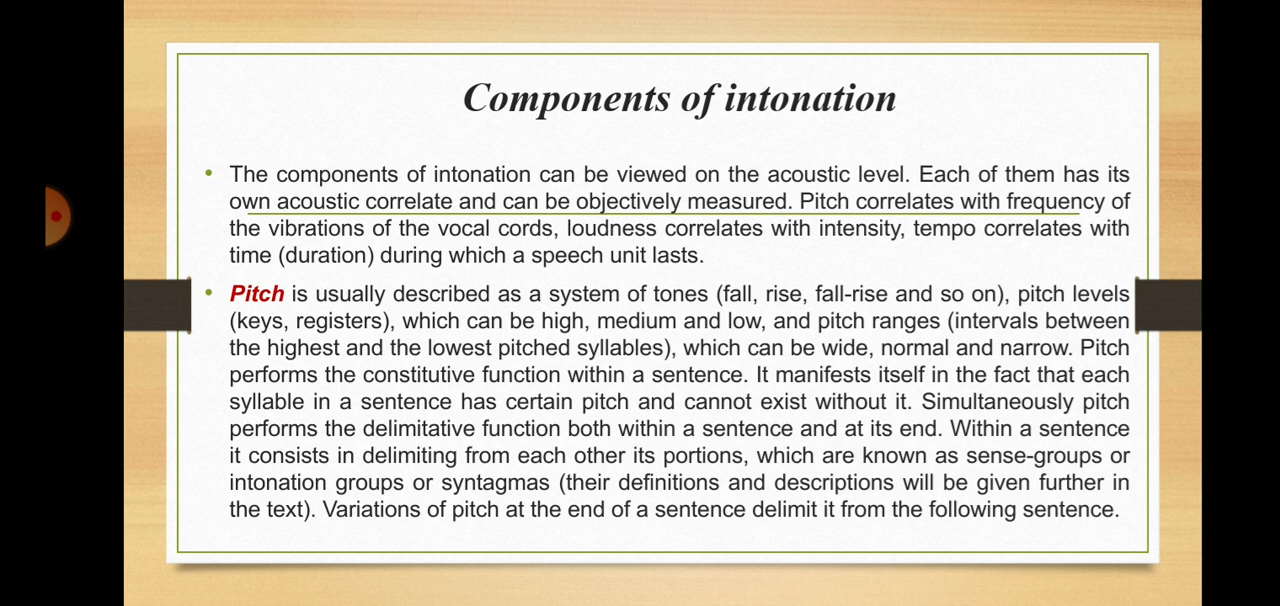 Components of intonation
• The components of intonation can be viewed on the acoustic level. Each of them has its
own acoustic correlate and can be objectively measured. Pitch correlates with frequency of
the vibrations of the vocal cords, loudness correlates with intensity, tempo correlates with
time (duration) during which a speech unit lasts.
• Pitch is usually described as a system of tones (fall, rise, fall-rise and so on), pitch levels
(keys, registers), which can be high, medium and low, and pitch ranges (intervals between
the highest and the lowest pitched syllables), which can be wide, normal and narrow. Pitch
performs the constitutive function within a sentence. It manifests itself in the fact that each
syllable in a sentence has certain pitch and cannot exist without it. Simultaneously pitch
performs the delimitative function both within a sentence and at its end. Within a sentence
it consists in delimiting from each other its portions, which are known as sense-groups or
intonation groups or syntagmas (their definitions and descriptions will be given further in
the text). Variations of pitch at the end of a sentence delimit it from the following sentence.